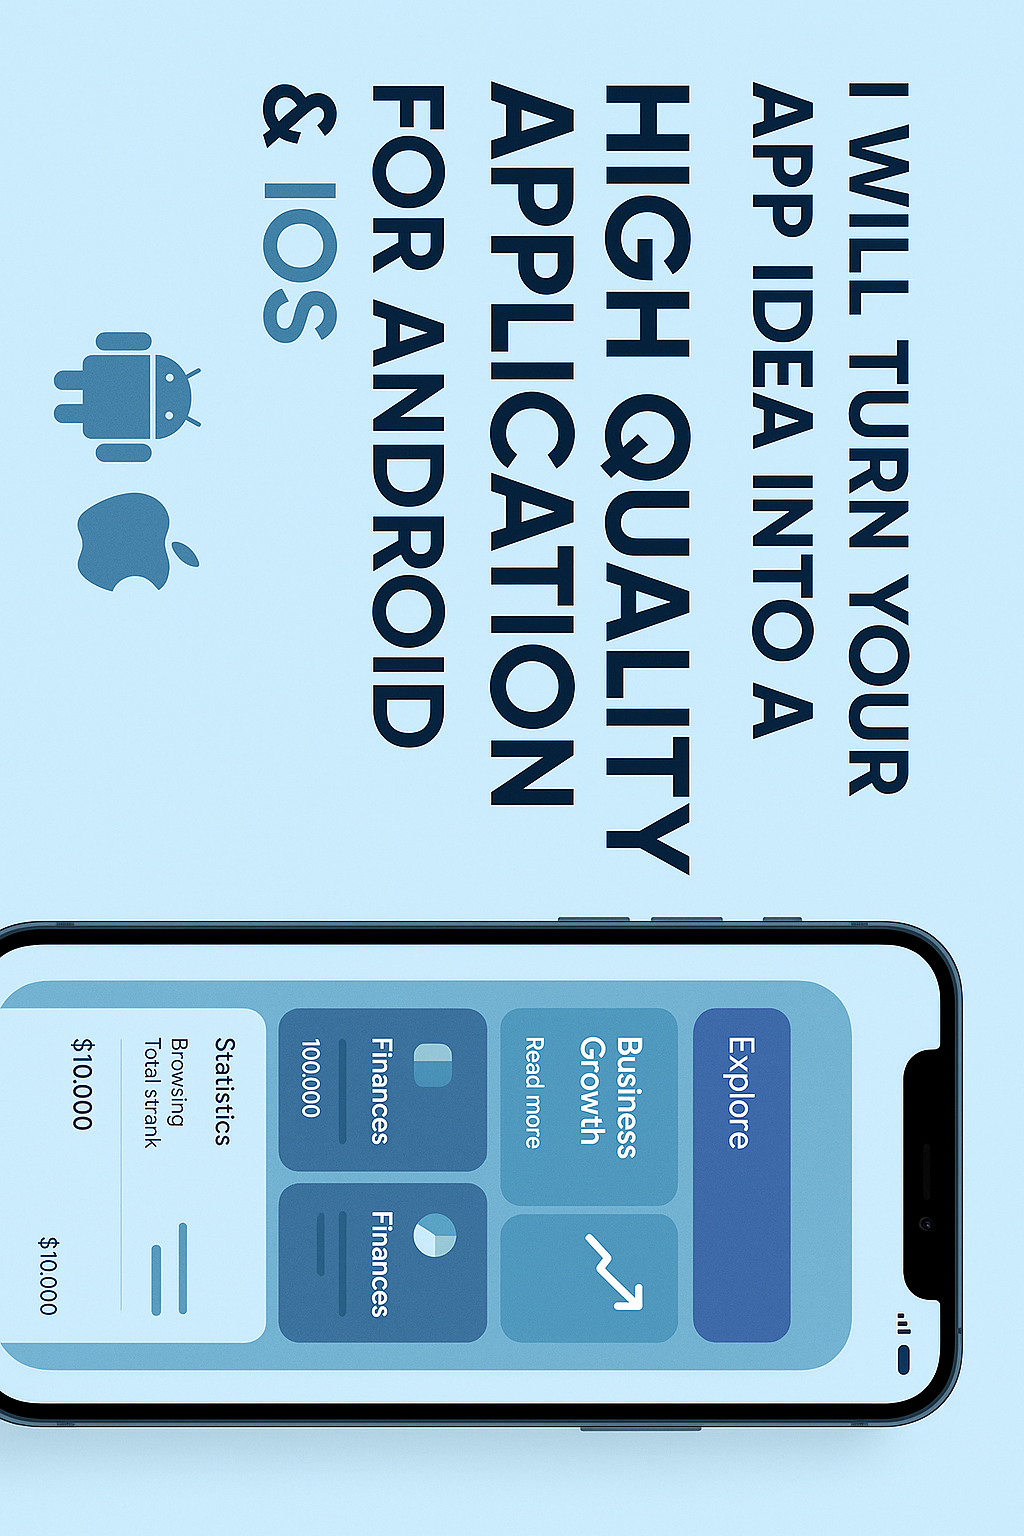 I WILL TURN YOUR
APP IDEA INTO A
HIGH QUALITY
APPLICATION
FOR ANDROID
& IOS
Explore
Business
Growth
Read more
Finances
100.000
Finances
Statistics
Browsing
Total strank
$10.000
$10.000